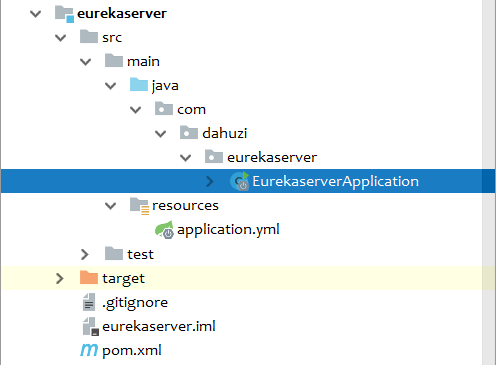 eurekaserver
src
main
java
com
dahuzi
eurekaserver
EurekaserverApplication
resources
application.yml
test
target
.gitignore
eurekaserver.iml
pom.xml